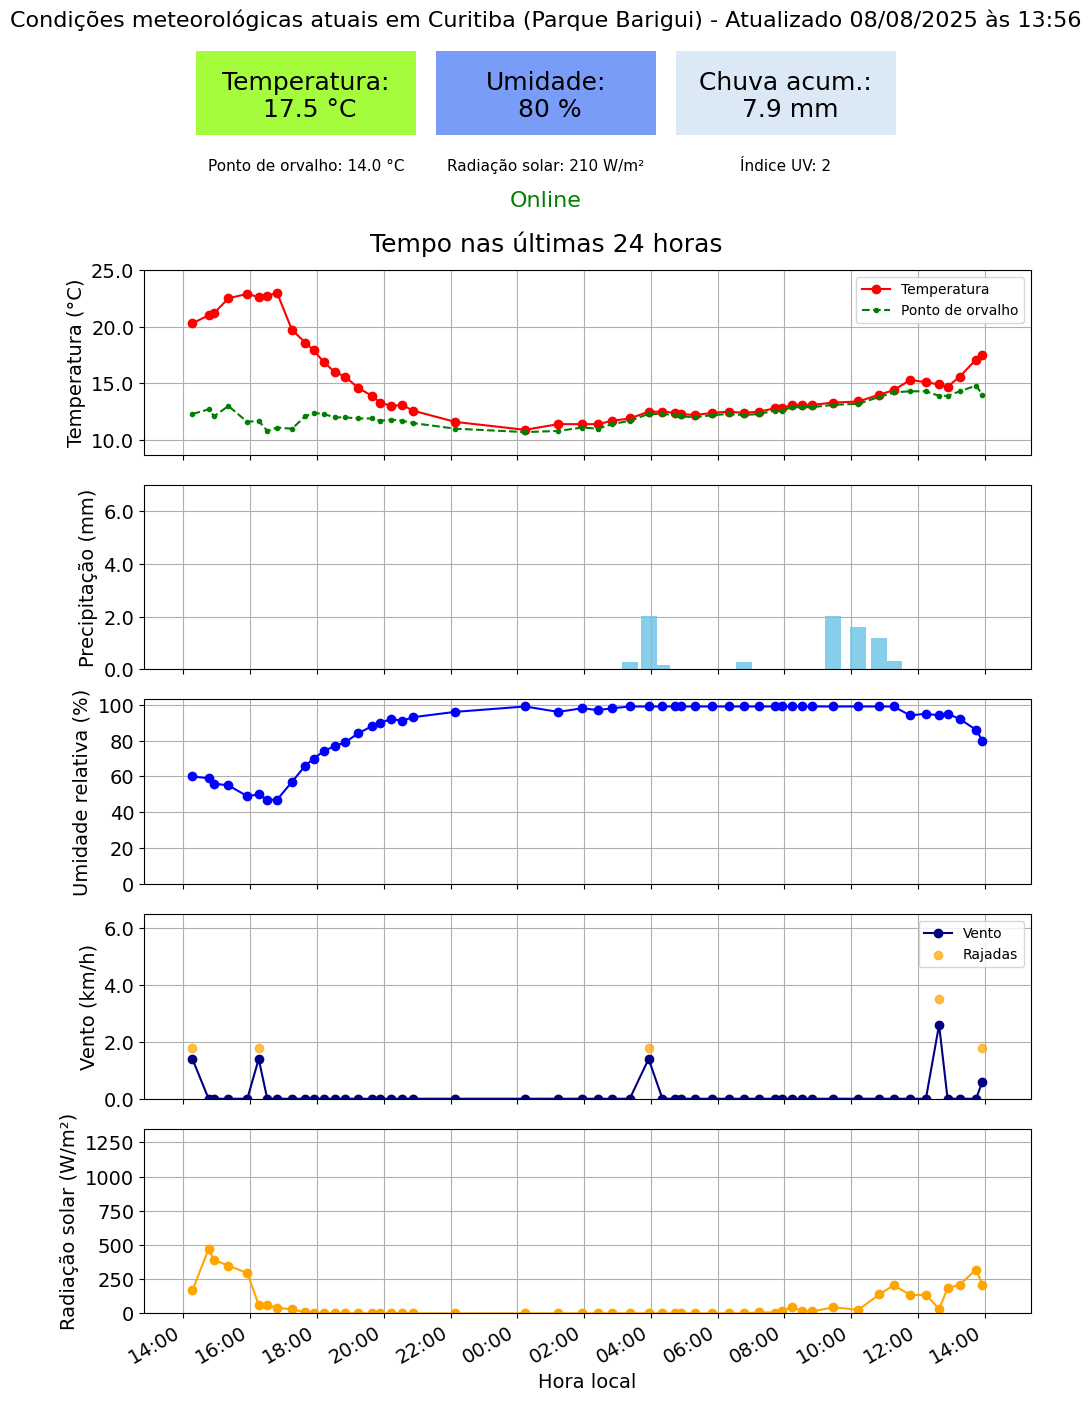 Condições meteorológicas atuais em Curitiba (Parque Barigui) - Atualizado 08/08/2025 às 13:56
Temperatura:
17.5 °C
Umidade:
80 %
Chuva acum.:
7.9 mm
Ponto de orvalho: 14.0 °C
Radiação solar: 210 W/m²
Índice UV: 2
Online
Tempo nas últimas 24 horas
Temperatura (°C)
25.0
20.0
15.0
10.0
Temperatura
Ponto de orvalho
Precipitação (mm)
6.0
4.0
2.0
0.0
Umidade relativa (%)
100
80
60
40
20
0
Vento (km/h)
6.0
4.0
2.0
0.0
Vento
Rajadas
Radiação solar (W/m²)
1250
1000
750
500
250
0
14:00
16:00
18:00
20:00
22:00
00:00
02:00
04:00
06:00
08:00
10:00
12:00
14:00
Hora local